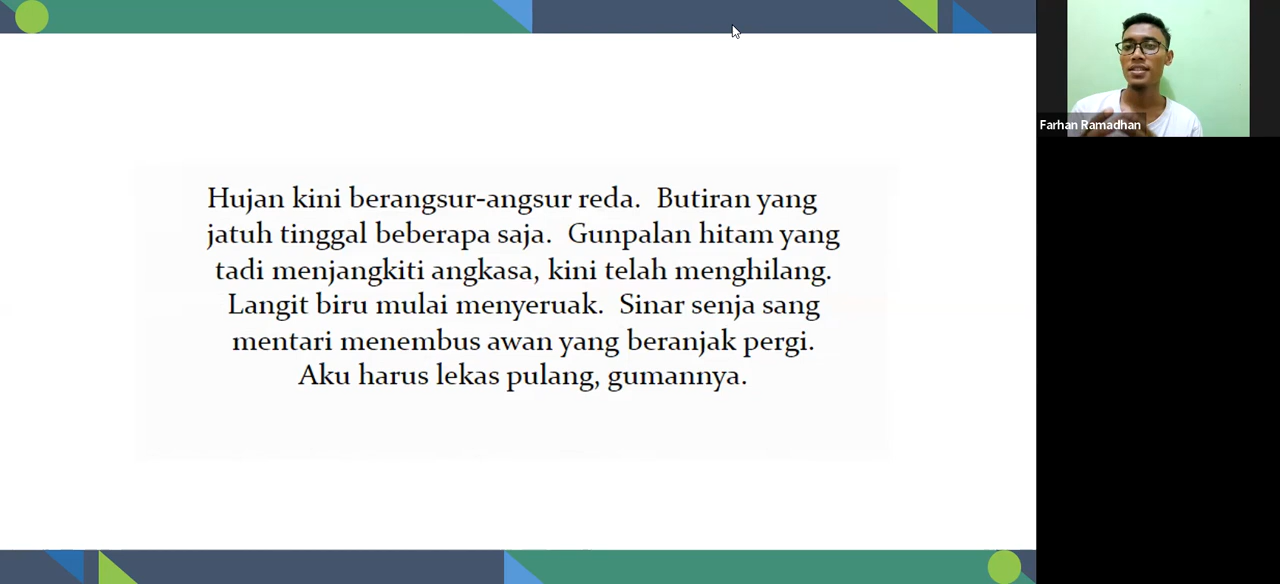 Hujan kini berangsur-angsur reda.  Butiran yang
jatuh tinggal beberapa saja.  Gunpalan hitam yang
tadi menjangkiti angkasa, kini telah menghilang.
Langit biru mulai menyeruak.  Sinar senja sang
mentari menembus awan yang beranjak pergi.
Aku harus lekas pulang, gumannya.
Farhan Ramadhan